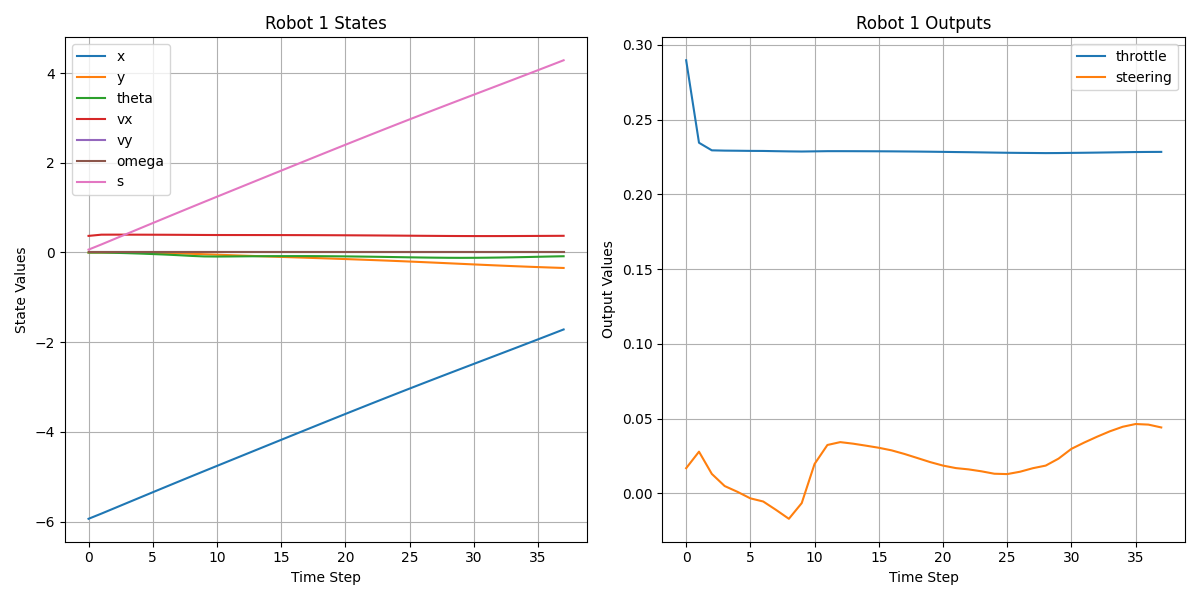 Robot 1 States
x
y
theta
vx
vy
omega
s
4
2
0
−2
−4
−6
State Values
0 5 10 15 20 25 30 35
Time Step
Robot 1 Outputs
throttle
steering
0.30
0.25
0.20
0.15
0.10
0.05
0.00
Output Values
0 5 10 15 20 25 30 35
Time Step